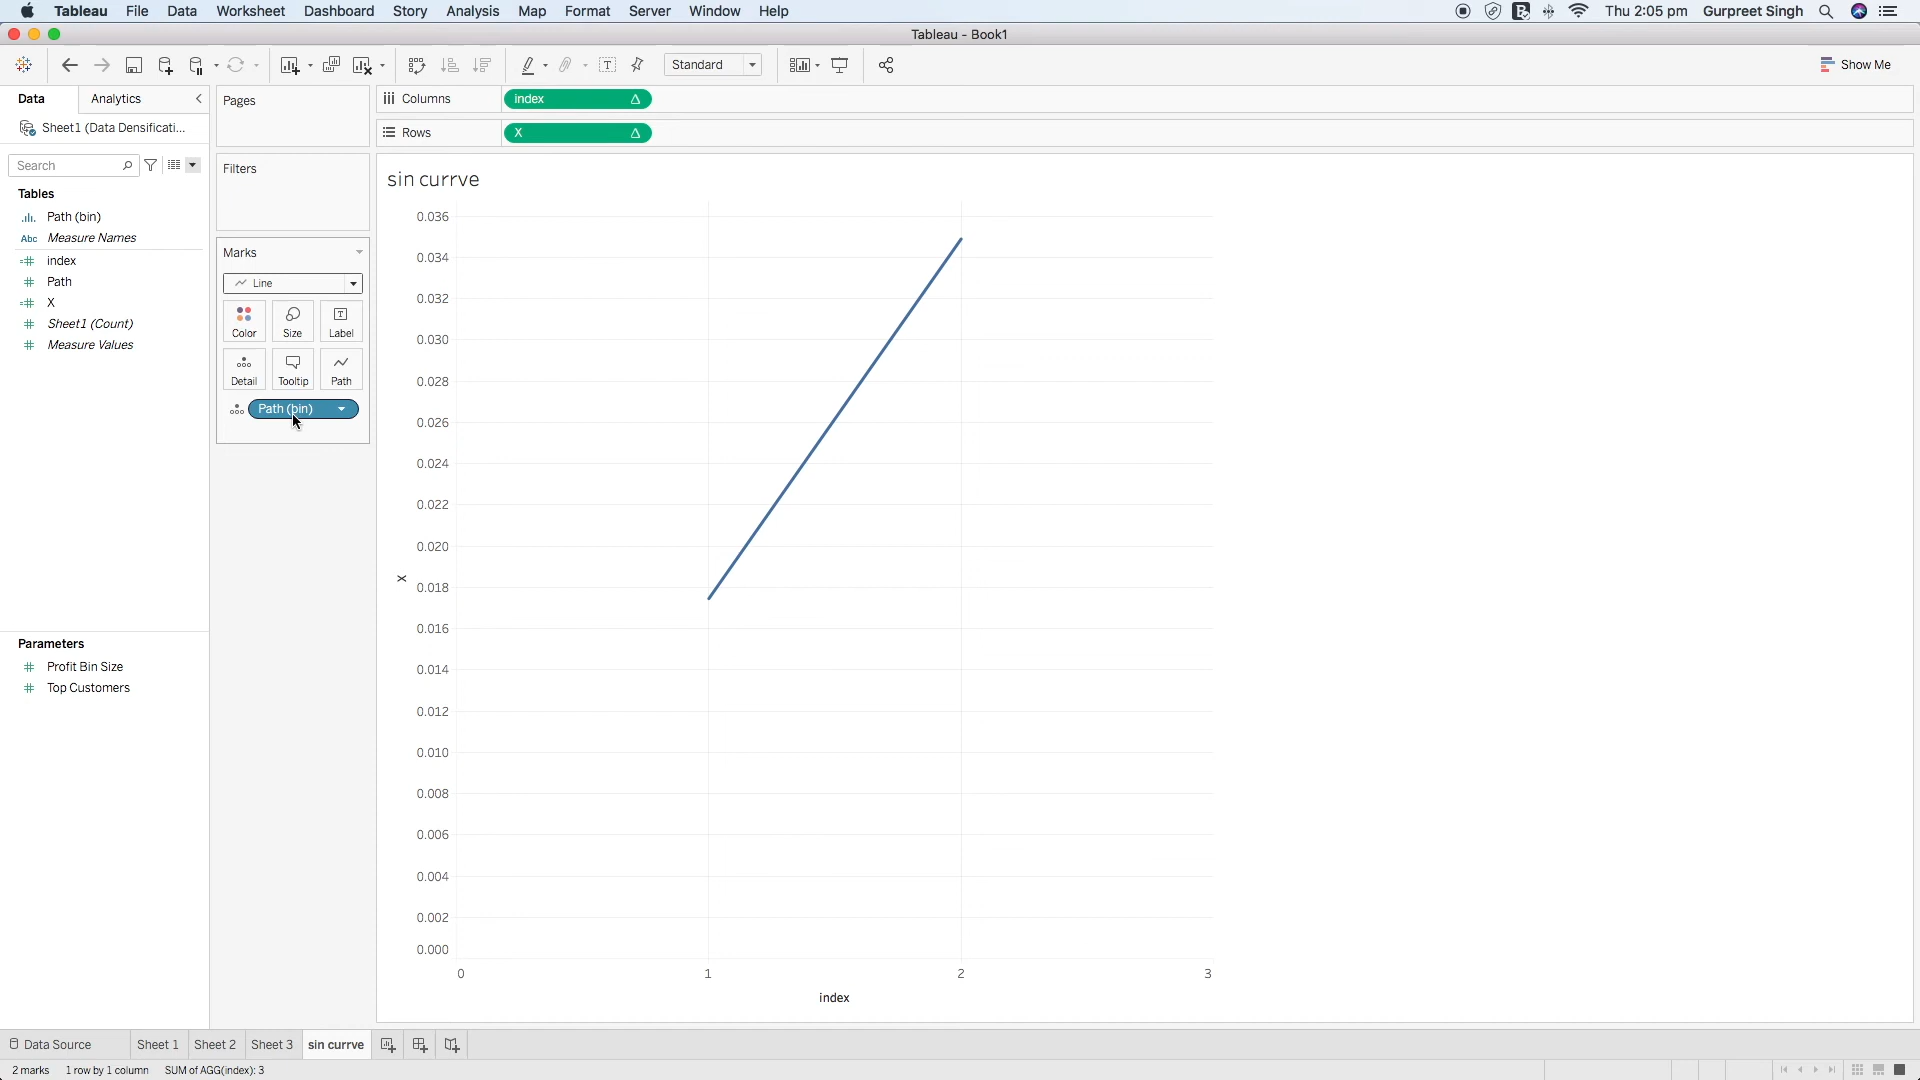 Tableau File Data Worksheet Dashboard Story Analysis Map Format Server Window Help Thu 2:05 pm Gurpreet Singh
Tableau - Book1
Standard Show Me
Data Analytics
Sheet1 (Data Densificati...
Search
Tables
Path (bin)
Abc Measure Names
index
Path
X
Sheet1 (Count)
Measure Values
Parameters
Profit Bin Size
Top Customers
Pages
Filters
Marks
Line
Color Size Label
Detail Tooltip Path
Path (bin)
Columns index
Rows X
sin currve
0.036
0.034
0.032
0.030
0.028
0.026
0.024
0.022
0.020
0.018
0.016
0.014
0.012
0.010
0.008
0.006
0.004
0.002
0.000
X
0 1 2 3
index
Data Source Sheet 1 Sheet 2 Sheet 3 sin currve
2 marks 1 row by 1 column SUM of AGG(index): 3